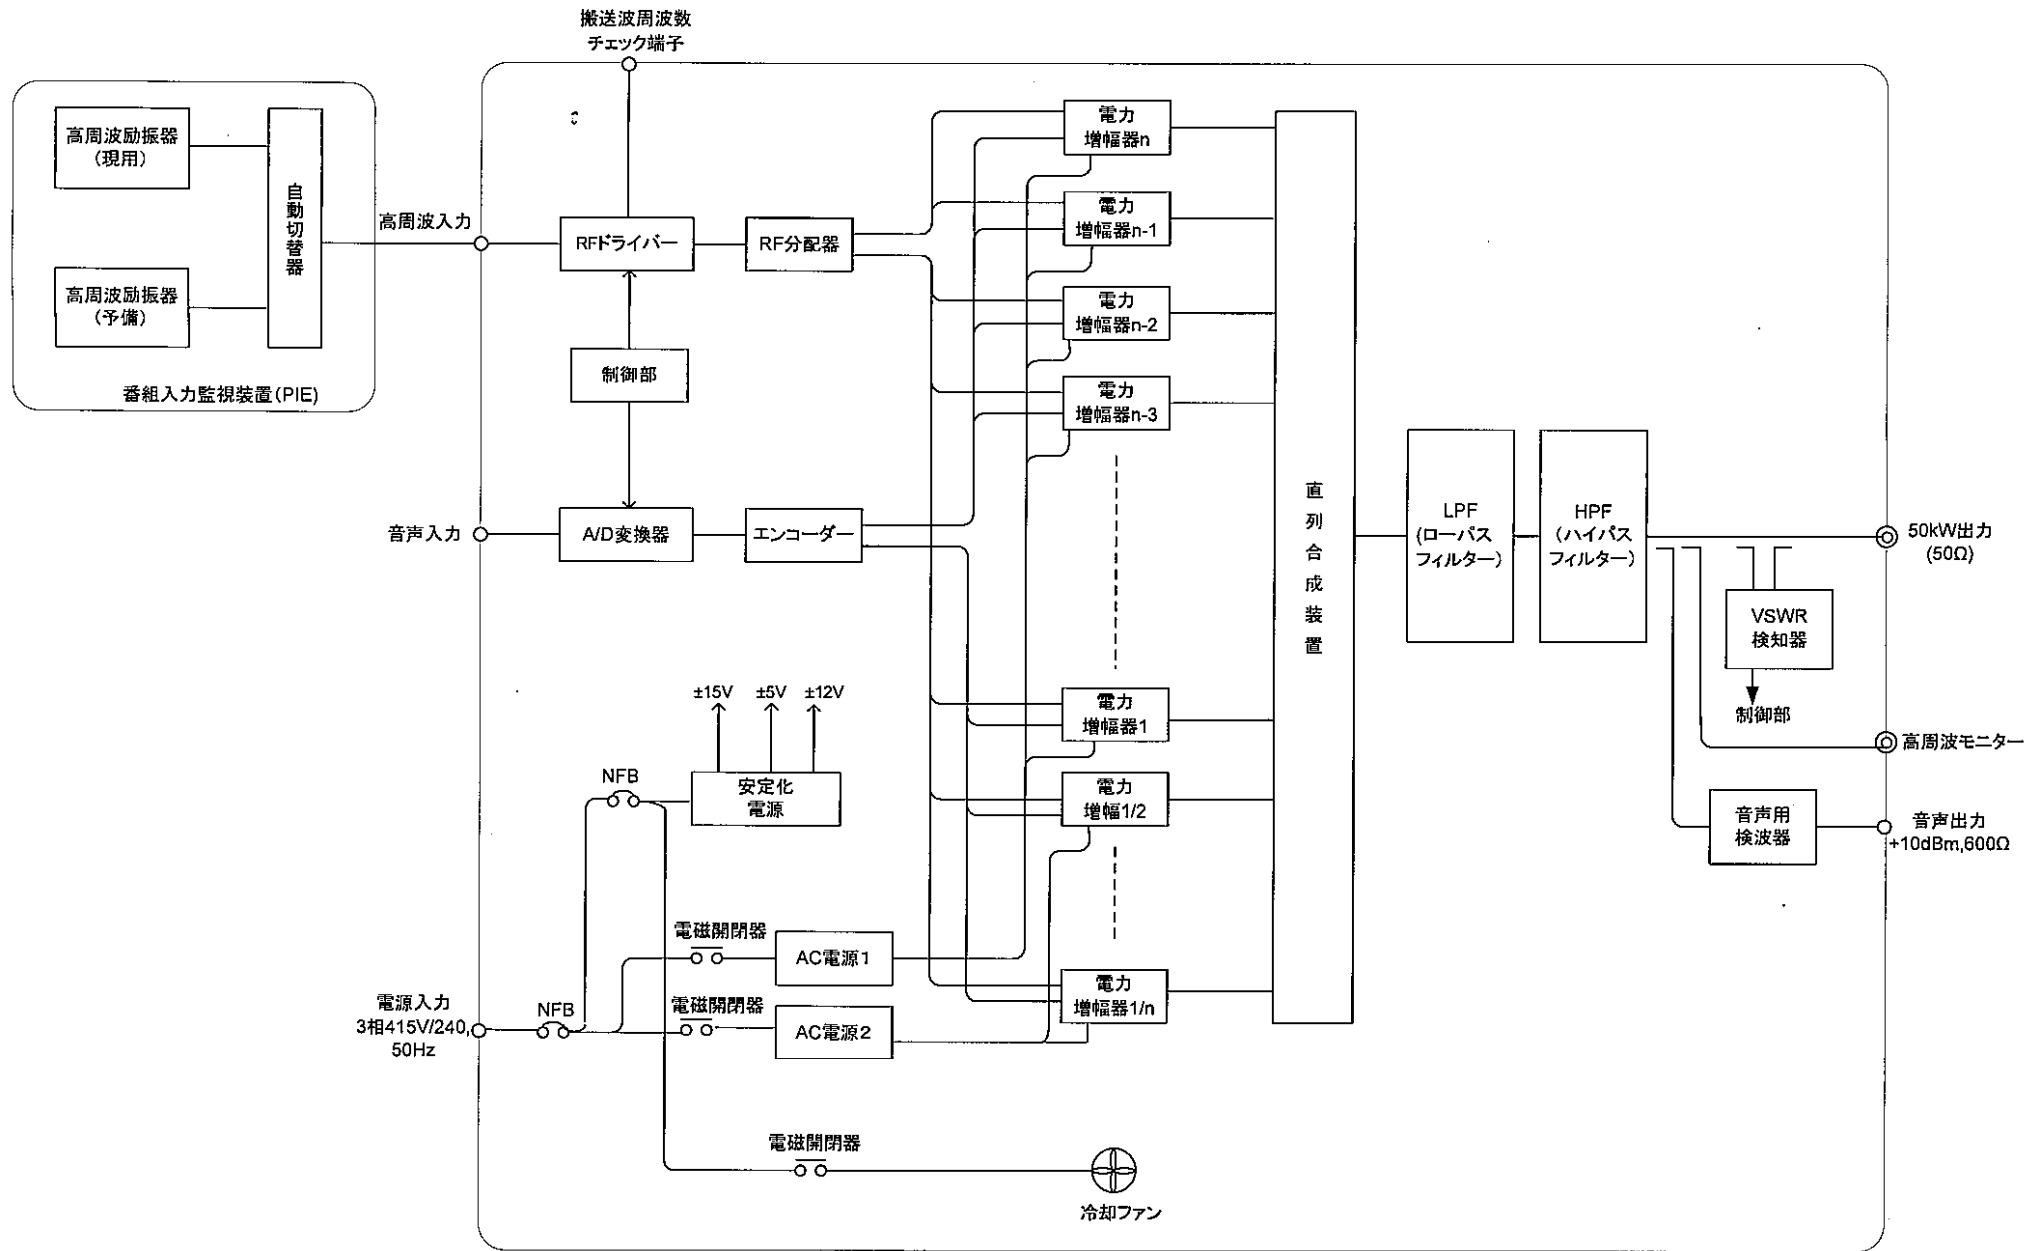 搬送波周波数
チェック端子
高周波励振器
(現用)
自動切替器
高周波励振器
(予備)
番組入力監視装置(PIE)
高周波入力
RFドライバー
RF分配器
制御部
音声入力
A/D変換器
エンコーダー
電力
増幅器n
電力
増幅器n-1
電力
増幅器n-2
電力
増幅器n-3
電力
増幅器1
電力
増幅1/2
電力
増幅器1/n
直列合成装置
LPF
(ローパス
フィルター)
HPF
(ハイパス
フィルター)
50kW出力
(50Ω)
VSWR
検知器
制御部
高周波モニター
音声用
検波器
音声出力
+10dBm,600Ω
±15V
±5V
±12V
NFB
安定化
電源
電磁開閉器
AC電源1
電源入力
3相415V/240,
50Hz
NFB
電磁開閉器
AC電源2
電磁開閉器
冷却ファン